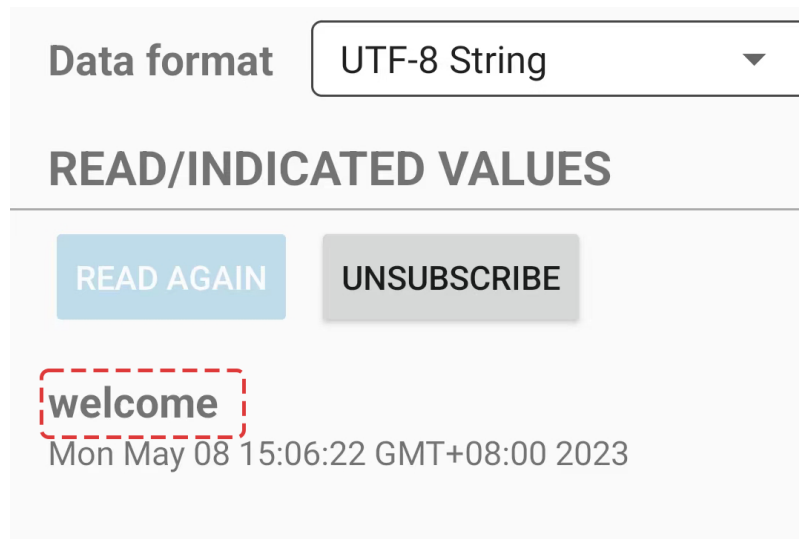 Data format UTF-8 String
READ/INDICATED VALUES
READ AGAIN UNSUBSCRIBE
welcome
Mon May 08 15:06:22 GMT+08:00 2023